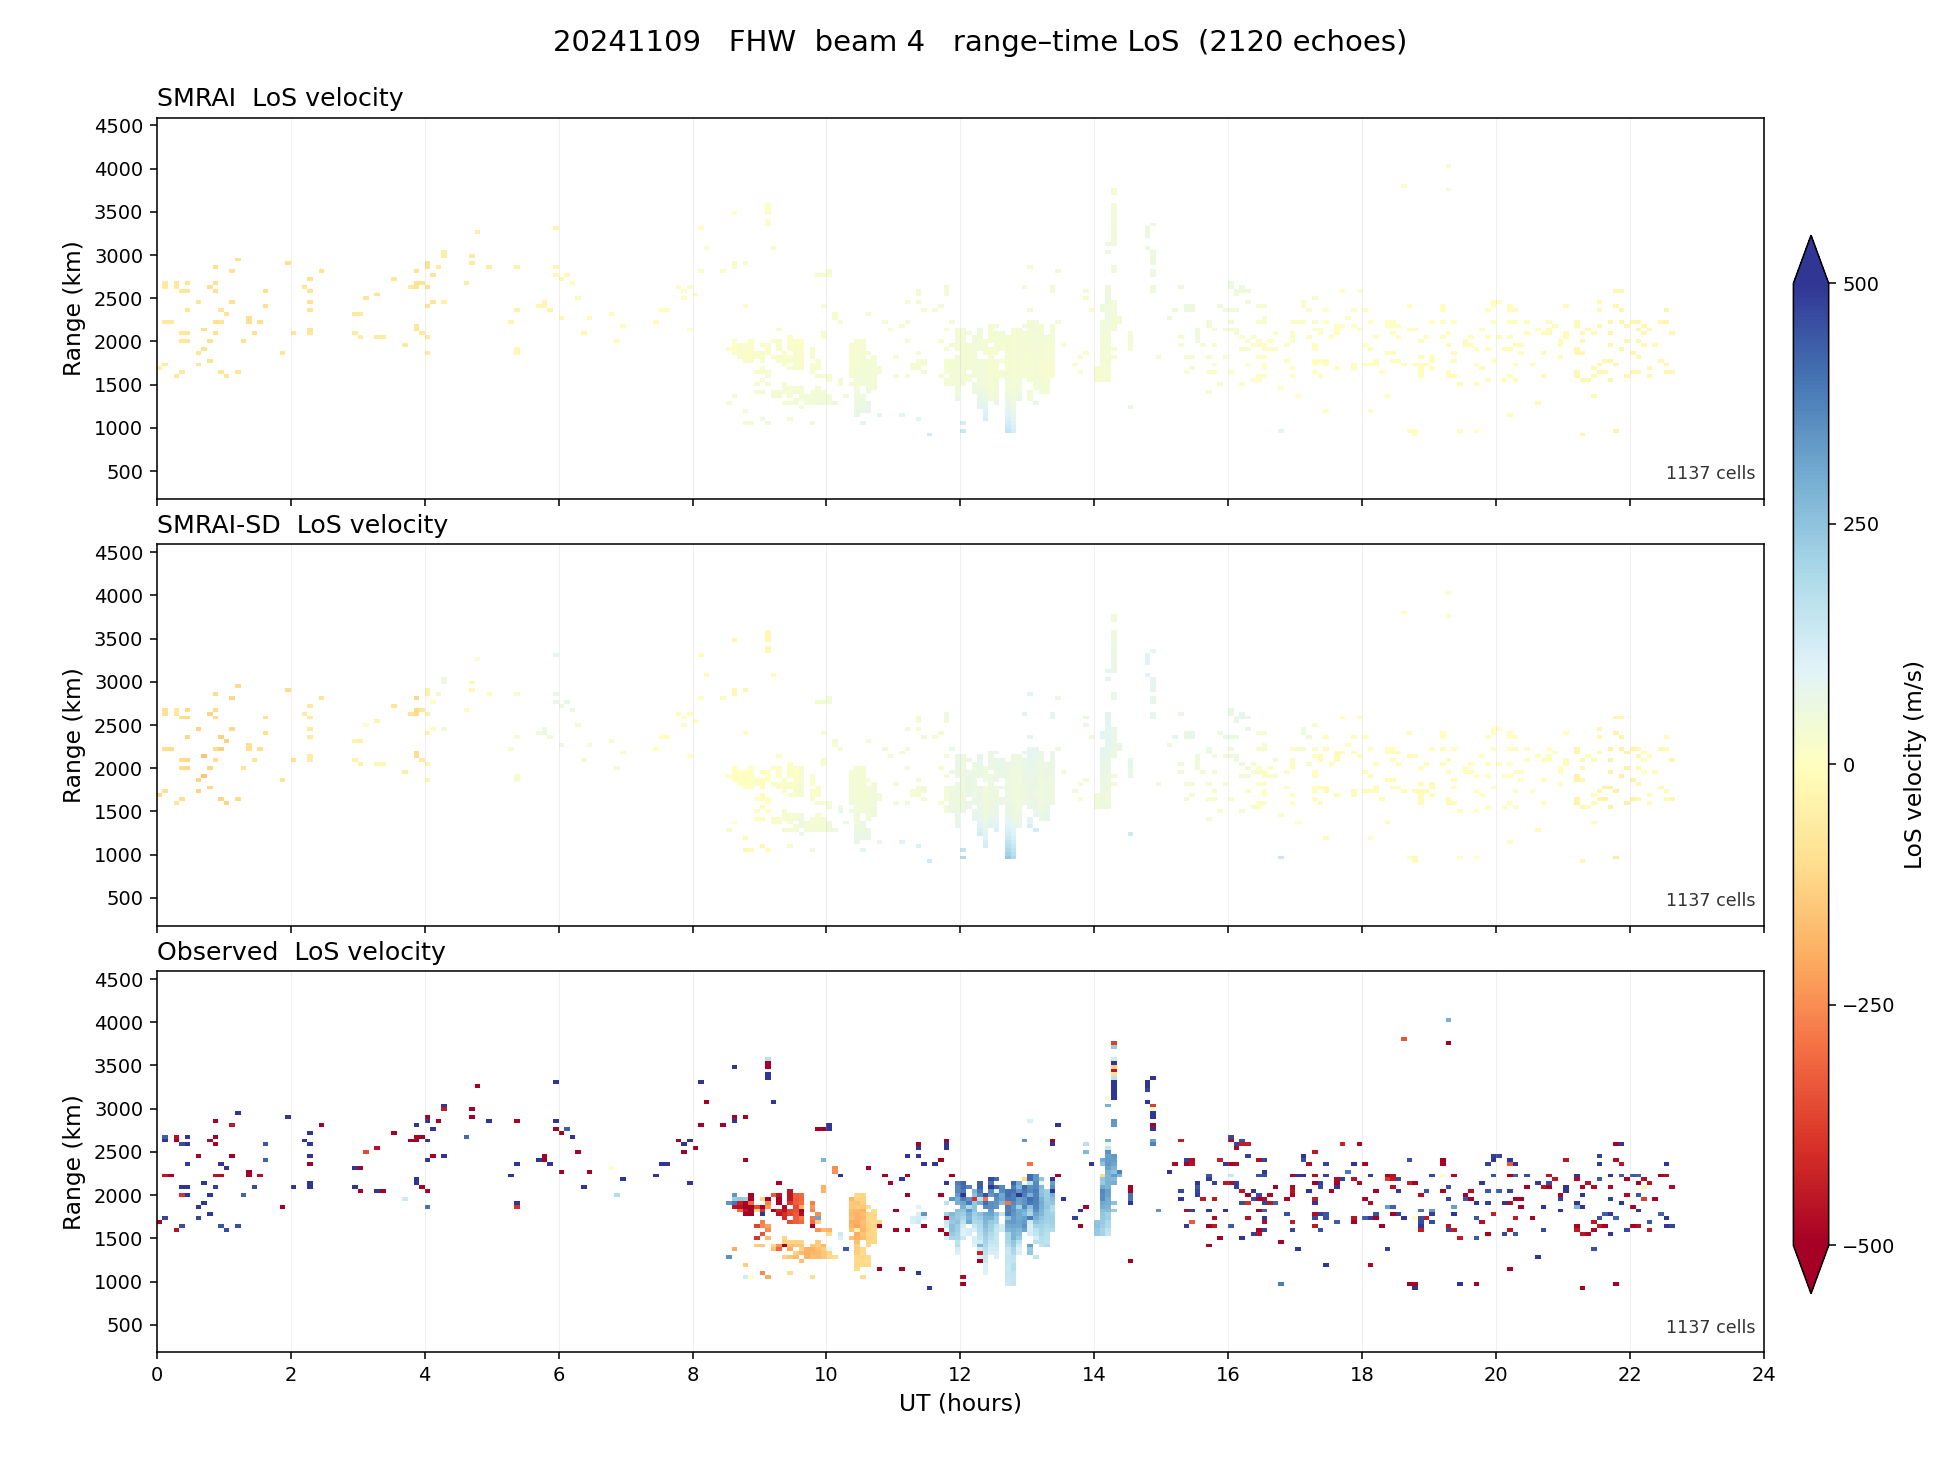 20241109   FHW  beam 4   range–time LoS  (2120 echoes)
SMRAI  LoS velocity
4500
4000
3500
3000
2500
2000
1500
1000
500
Range (km)
1137 cells
SMRAI-SD  LoS velocity
4500
4000
3500
3000
2500
2000
1500
1000
500
Range (km)
1137 cells
Observed  LoS velocity
4500
4000
3500
3000
2500
2000
1500
1000
500
Range (km)
1137 cells
0 2 4 6 8 10 12 14 16 18 20 22 24
UT (hours)
500
250
0
−250
−500
LoS velocity (m/s)